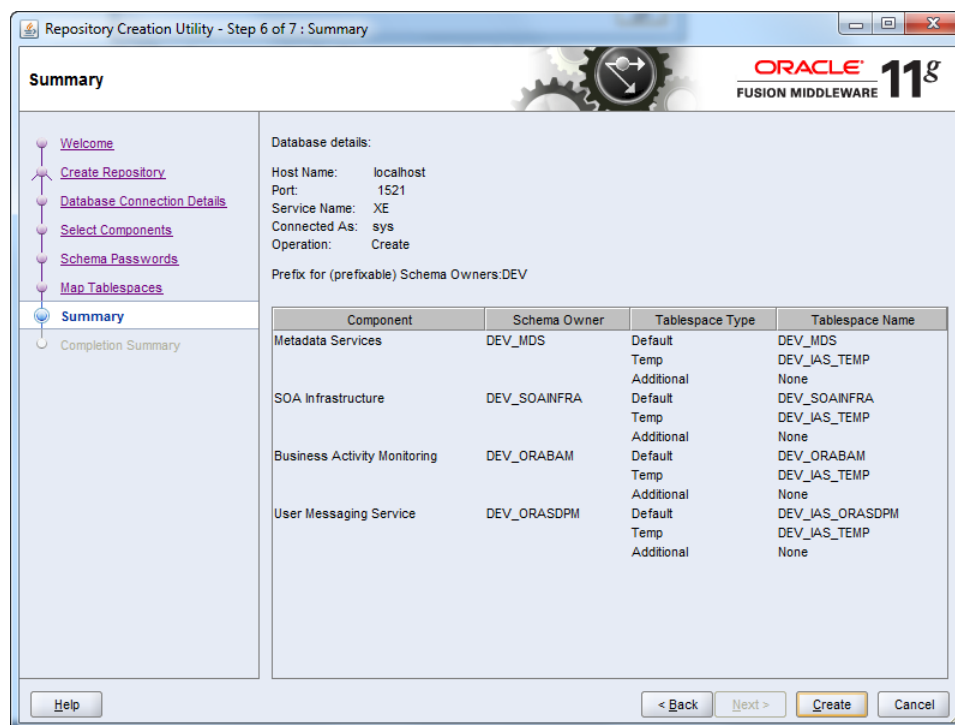 Repository Creation Utility - Step 6 of 7 : Summary
Summary
ORACLE
FUSION MIDDLEWARE 11g
Welcome
Create Repository
Database Connection Details
Select Components
Schema Passwords
Map Tablespaces
Summary
Completion Summary
Database details:
Host Name: localhost
Port: 1521
Service Name: XE
Connected As: sys
Operation: Create
Prefix for (prefixable) Schema Owners:DEV
Component Schema Owner Tablespace Type Tablespace Name
Metadata Services DEV_MDS Default DEV_MDS
Temp DEV_IAS_TEMP
Additional None
SOA Infrastructure DEV_SOAINFRA Default DEV_SOAINFRA
Temp DEV_IAS_TEMP
Additional None
Business Activity Monitoring DEV_ORABAM Default DEV_ORABAM
Temp DEV_IAS_TEMP
Additional None
User Messaging Service DEV_ORASDPM Default DEV_IAS_ORASDPM
Temp DEV_IAS_TEMP
Additional None
Help < Back Next > Create Cancel